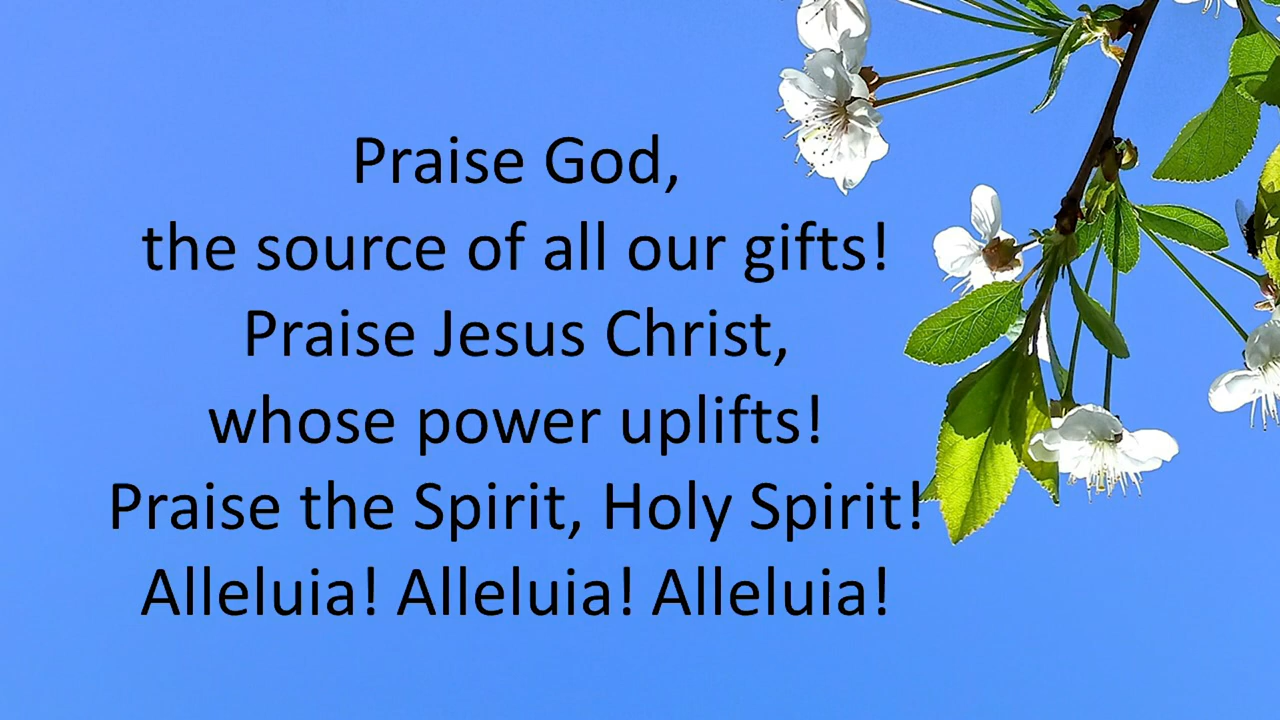 Praise God,
the source of all our gifts!
Praise Jesus Christ,
whose power uplifts!
Praise the Spirit, Holy Spirit!
Alleluia! Alleluia! Alleluia!